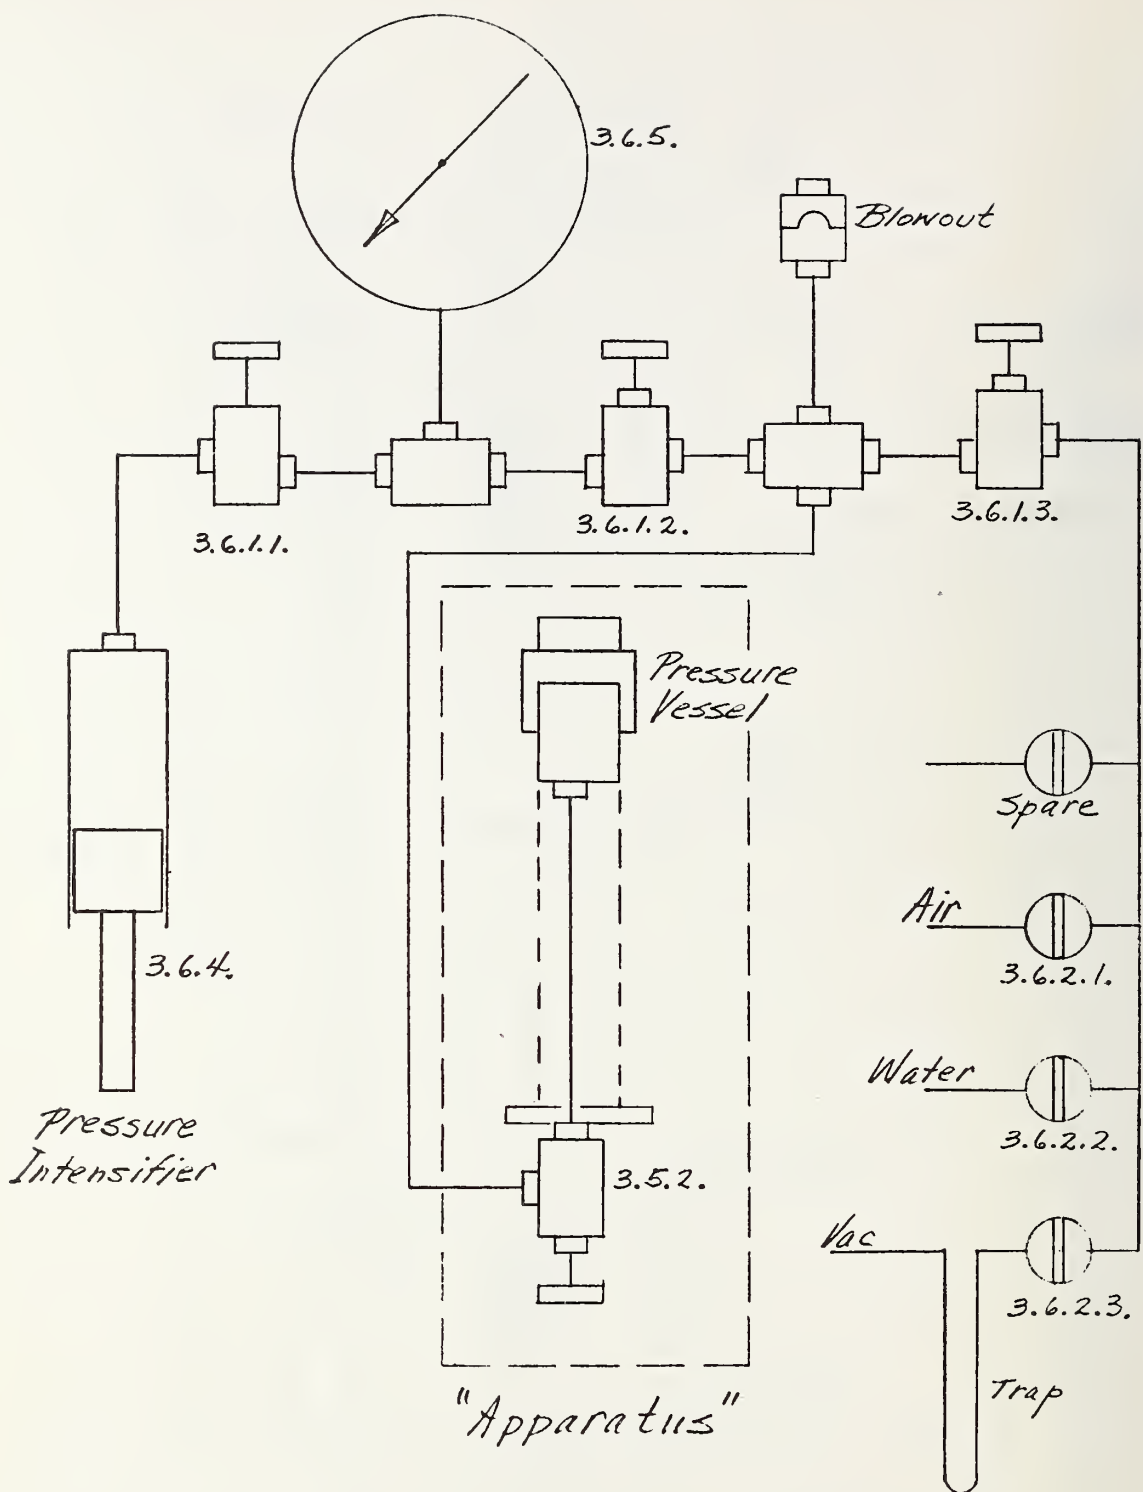 3.6.5.
Blowout
3.6.1.1.
3.6.1.2.
3.6.1.3.
Pressure
Vessel
Spare
Air
3.6.2.1.
3.6.4.
Water
3.6.2.2.
Pressure
Intensifier
3.5.2.
Vac
3.6.2.3.
Trap
"Apparatus"